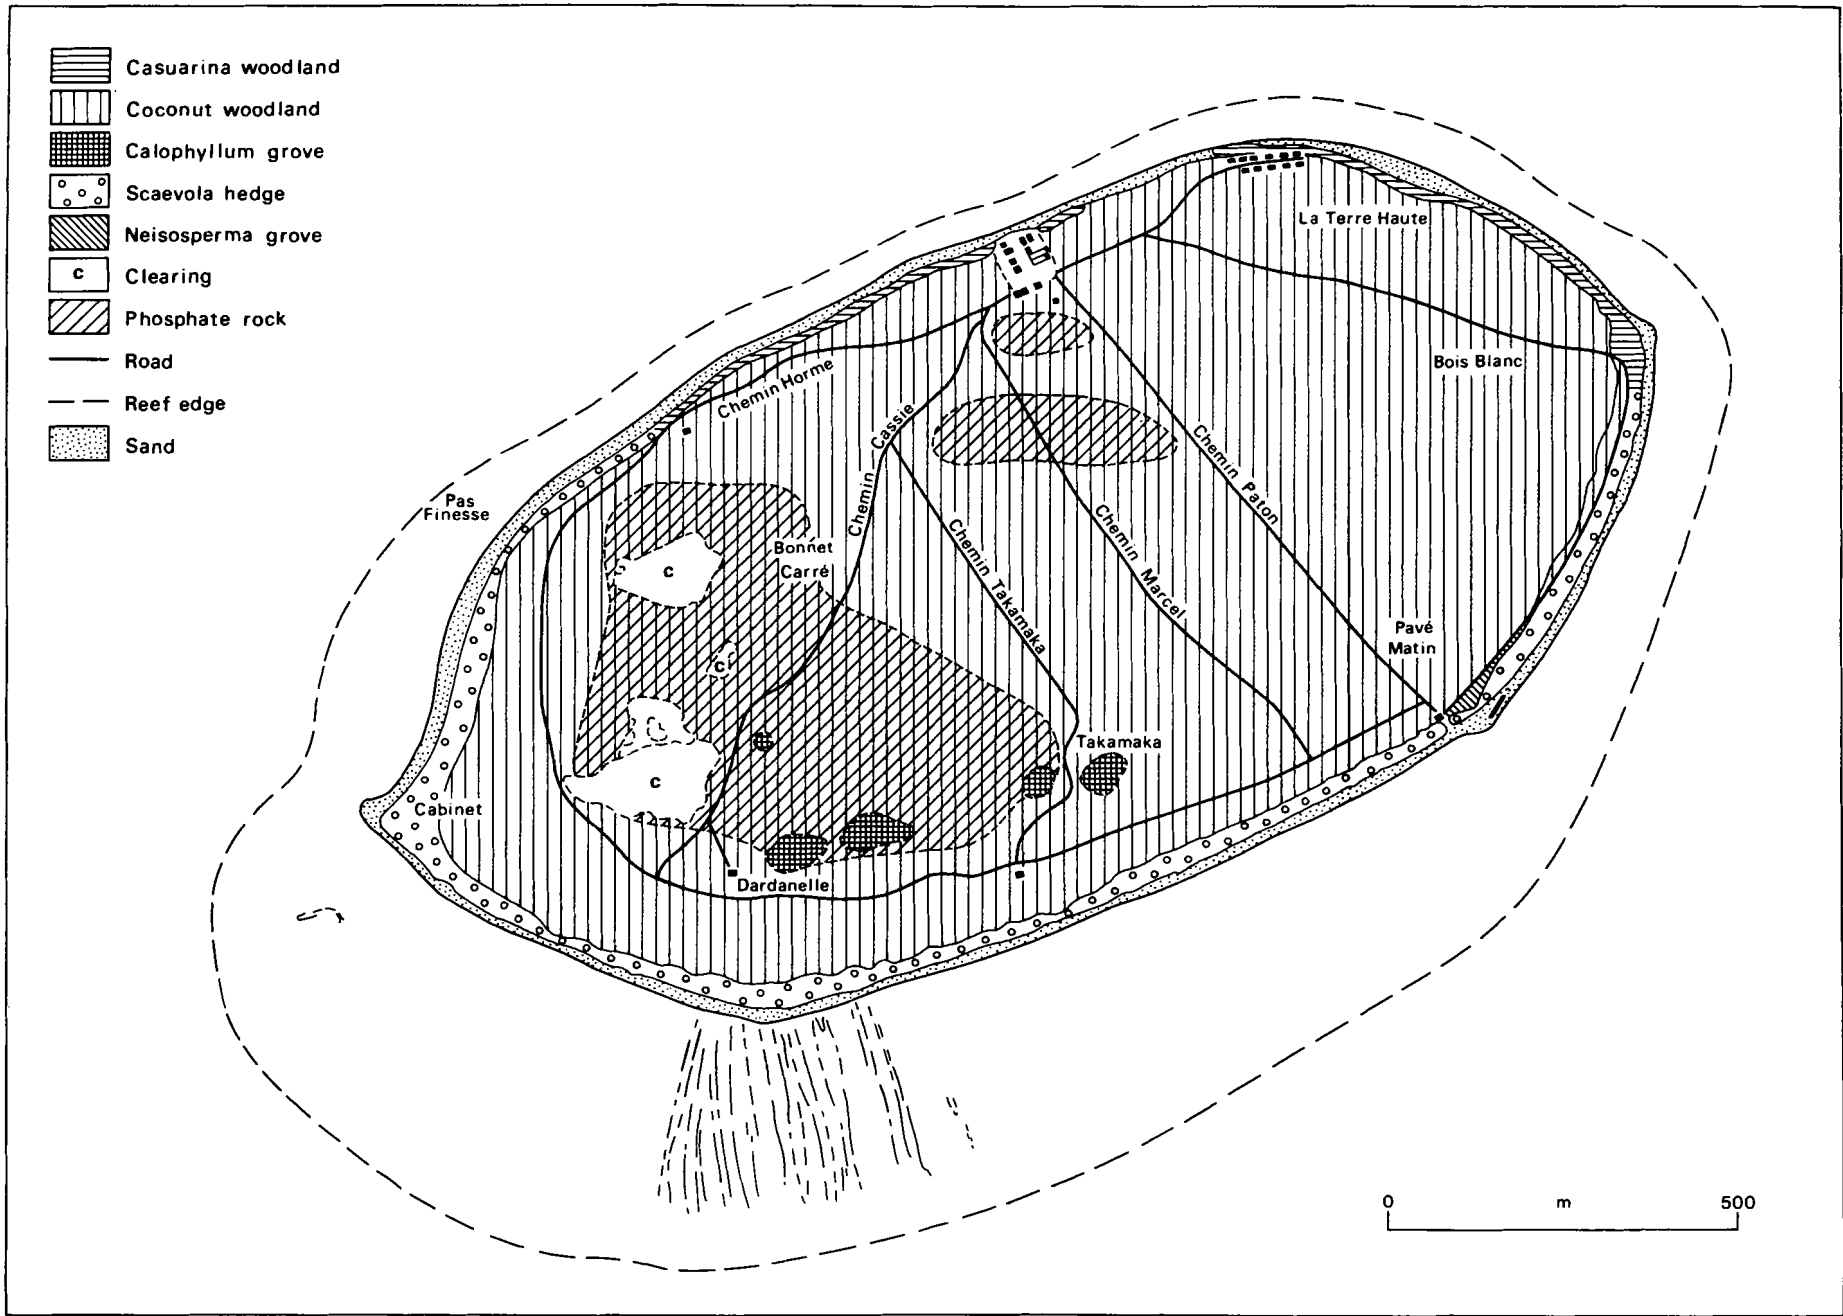 Casuarina woodland
Coconut woodland
Calophyllum grove
Scaevola hedge
Neisosperma grove
c Clearing
Phosphate rock
Road
Reef edge
Sand
La Terre Haute
Bois Blanc
Chemin Horme
Chemin Cassie
Chemin Paton
Pas
Finesse
Chemin Takamaka
Chemin Marcel
Bonnet
Carré
c
c
Pavé
Matin
Takamaka
c
Cabinet
Dardanelle
0 m 500